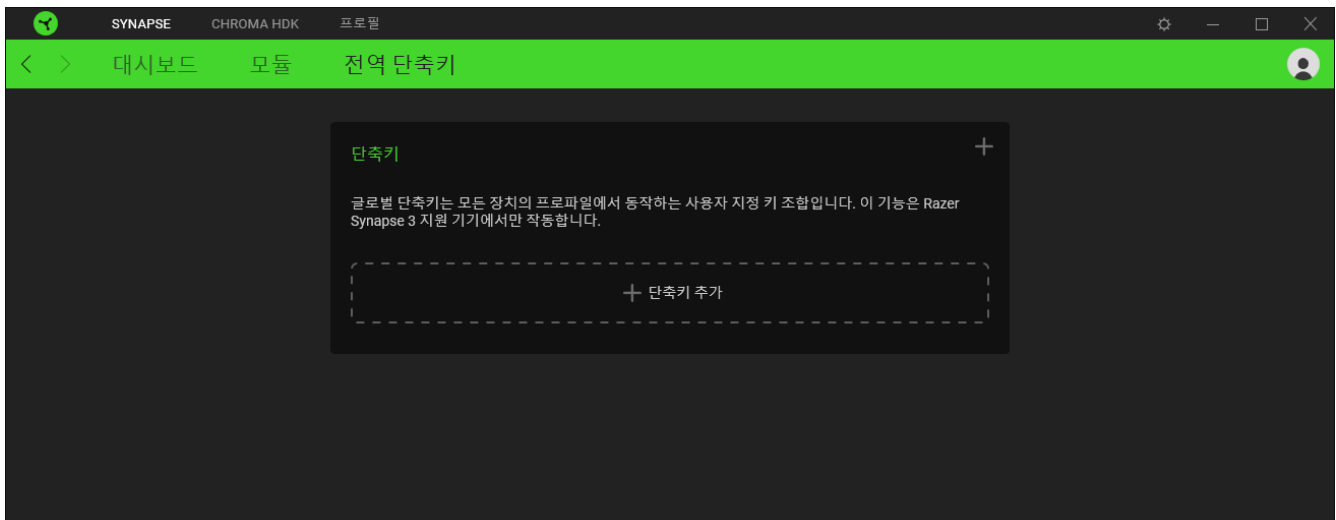 SYNAPSE CHROMA HDK 프로필
대시보드 모듈 전역 단축키
단축키
글로벌 단축키는 모든 장치의 프로파일에서 동작하는 사용자 지정 키 조합입니다. 이 기능은 Razer
Synapse 3 지원 기기에서만 작동합니다.
단축키 추가